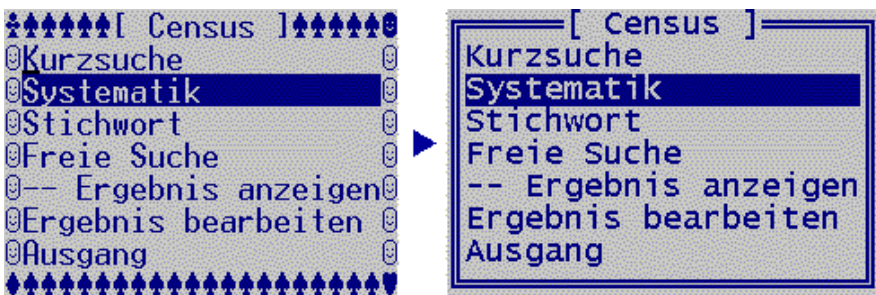 [ Census ]
Kurzsuche
Systematik
Stichwort
Freie Suche
-- Ergebnis anzeigen
Ergebnis bearbeiten
Ausgang
[ Census ]
Kurzsuche
Systematik
Stichwort
Freie Suche
-- Ergebnis anzeigen
Ergebnis bearbeiten
Ausgang